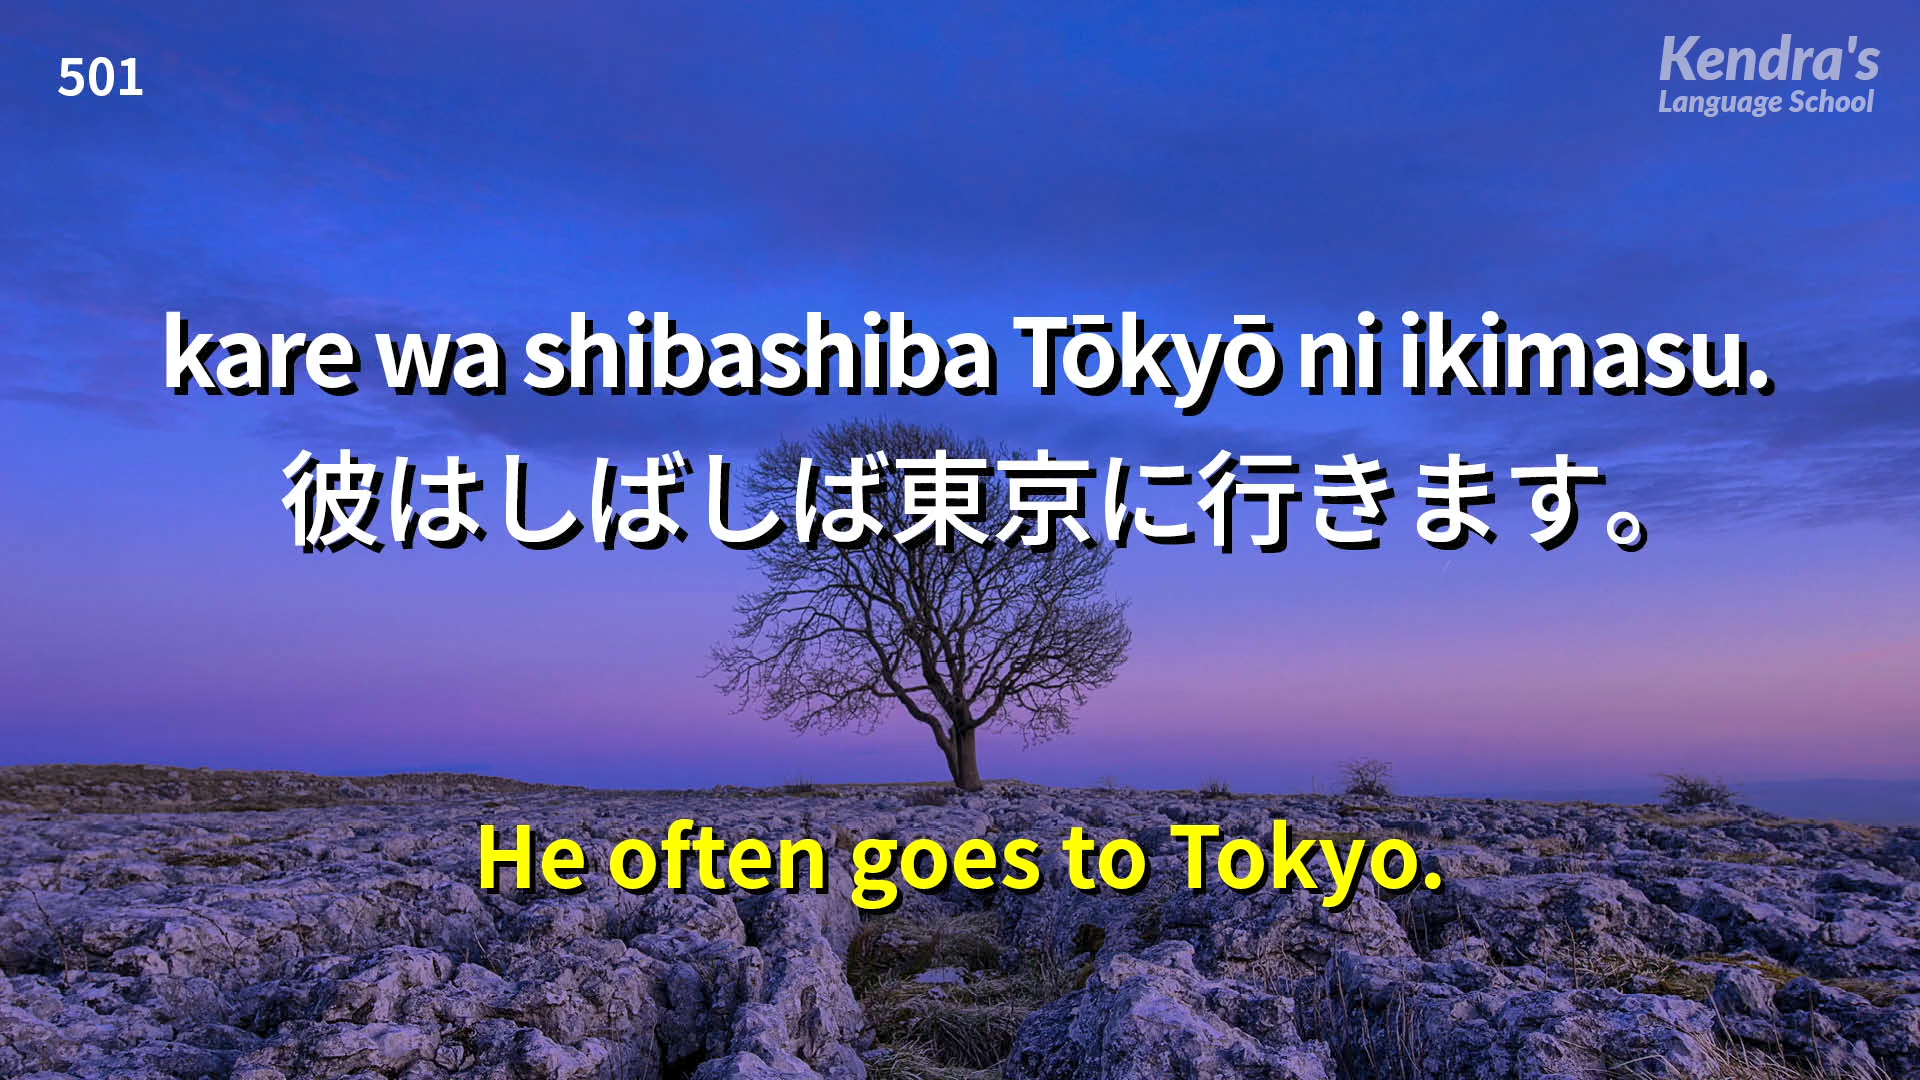 501
Kendra's
Language School
kare wa shibashiba Tōkyō ni ikimasu.
彼はしばしば東京に行きます。
He often goes to Tokyo.